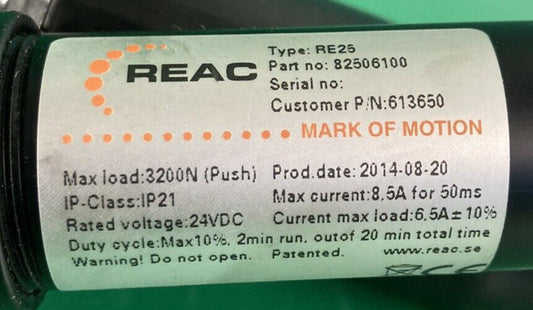 REAC
Type: RE25
Part no: 82506100
Serial no:
Customer P/N:613650
MARK OF MOTION
Max load:3200N (Push) Prod.date: 2014-08-20
IP-Class:IP21 Max current:8,5A for 50ms
Rated voltage:24VDC Current max load:6.5A±10%
Duty cycle:Max10%, 2min run, outof 20 min total time
Warning! Do not open. Patented. www.reac.se
CE